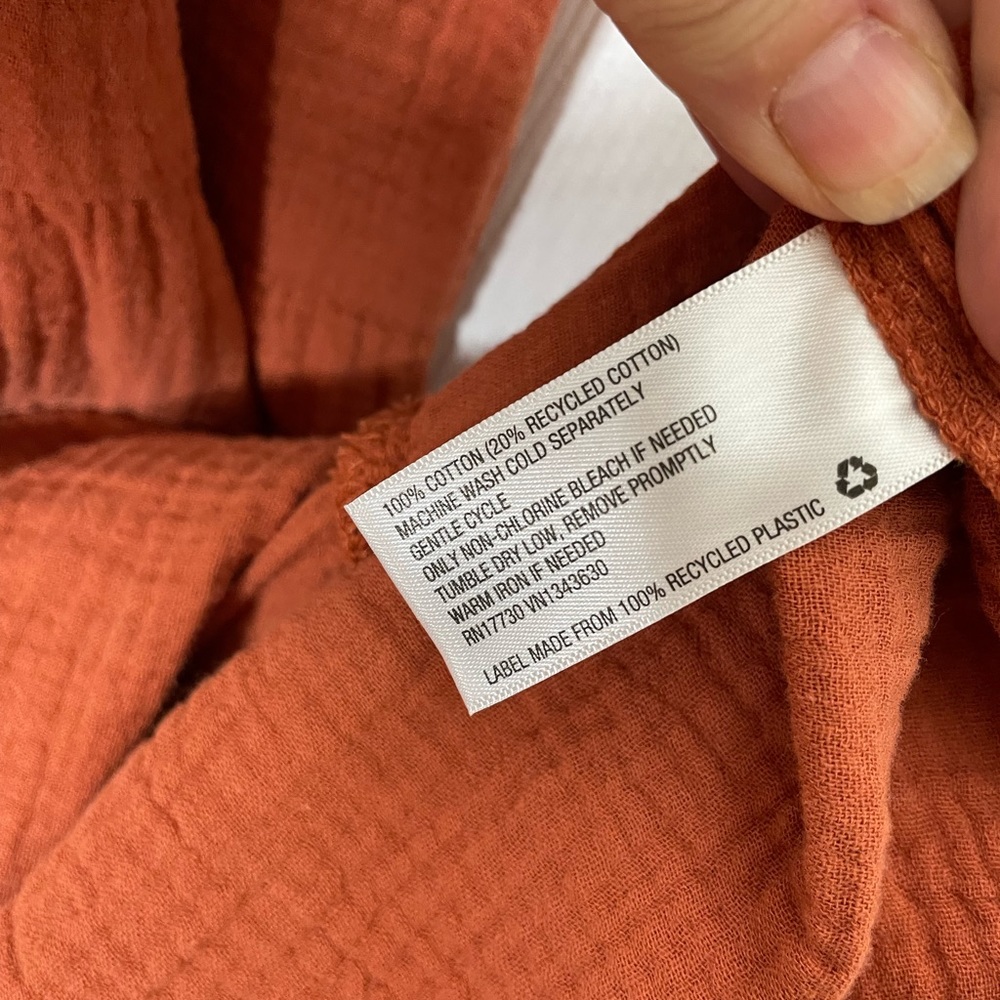 100% COTTON (20% RECYCLED COTTON)
MACHINE WASH COLD SEPARATELY
GENTLE CYCLE
ONLY NON-CHLORINE BLEACH IF NEEDED
TUMBLE DRY LOW, REMOVE PROMPTLY
WARM IRON IF NEEDED
RN17730 VN1343630
LABEL MADE FROM 100% RECYCLED PLASTIC